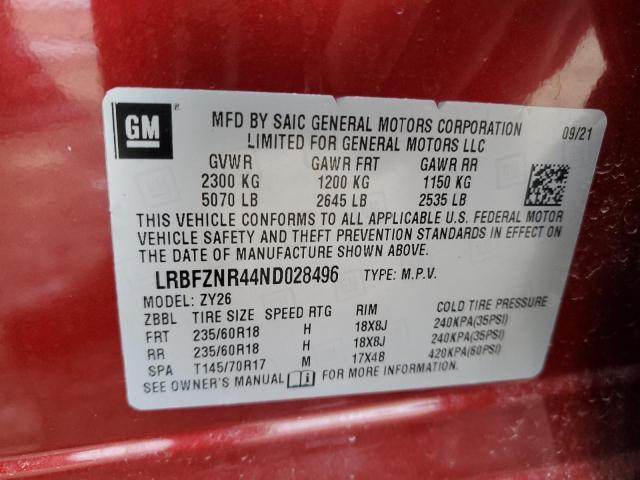 GM
MFD BY SAIC GENERAL MOTORS CORPORATION 09/21
LIMITED FOR GENERAL MOTORS LLC
GVWR GAWR FRT GAWR RR
2300 KG 1200 KG 1150 KG
5070 LB 2645 LB 2535 LB
THIS VEHICLE CONFORMS TO ALL APPLICABLE U.S. FEDERAL MOTOR
VEHICLE SAFETY AND THEFT PREVENTION STANDARDS IN EFFECT ON
THE DATE OF MANUFACTURE SHOWN ABOVE.
LRBFZNR44ND028496 TYPE: M.P.V.
MODEL: ZY26
ZBBL TIRE SIZE SPEED RTG RIM COLD TIRE PRESSURE
FRT 235/60R18 H 18X8J 240KPA(35PSI)
RR 235/60R18 H 18X8J 240KPA(35PSI)
SPA T145/70R17 M 17X4B 420KPA(60PSI)
SEE OWNER'S MANUAL FOR MORE INFORMATION.